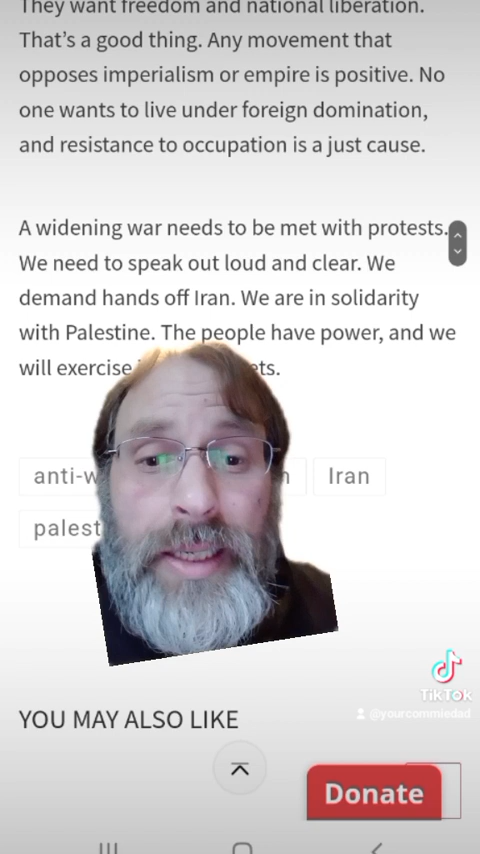 They want freedom and national liberation.
That’s a good thing. Any movement that
opposes imperialism or empire is positive. No
one wants to live under foreign domination,
and resistance to occupation is a just cause.
A widening war needs to be met with protests.
We need to speak out loud and clear. We
demand hands off Iran. We are in solidarity
with Palestine. The people have power, and we
will exercise
Iran
TikTok
@yourcommiedad
YOU MAY ALSO LIKE
Donate